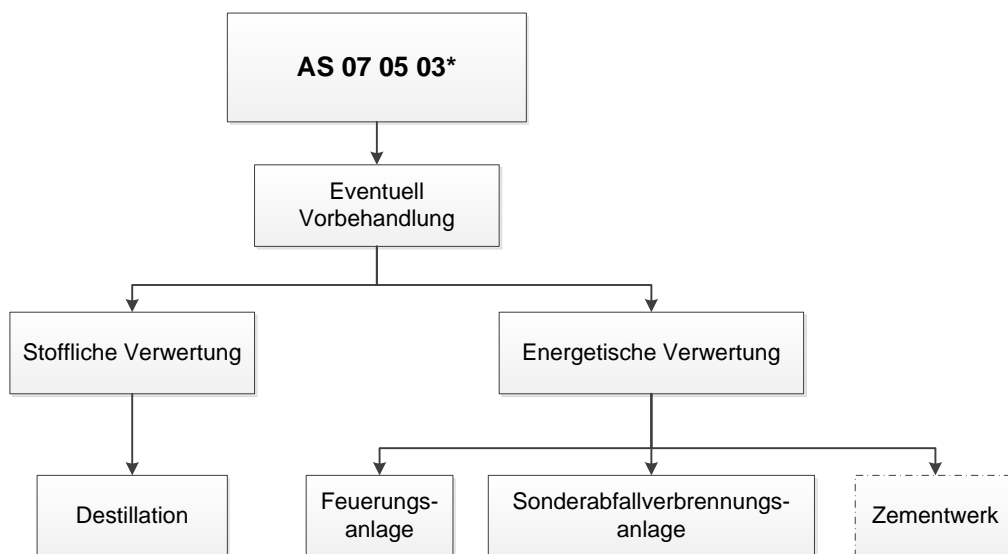 AS 07 05 03*
Eventuell
Vorbehandlung
Stoffliche Verwertung
Energetische Verwertung
Destillation
Feuerungs-
anlage
Sonderabfallverbrennungs-
anlage
Zementwerk